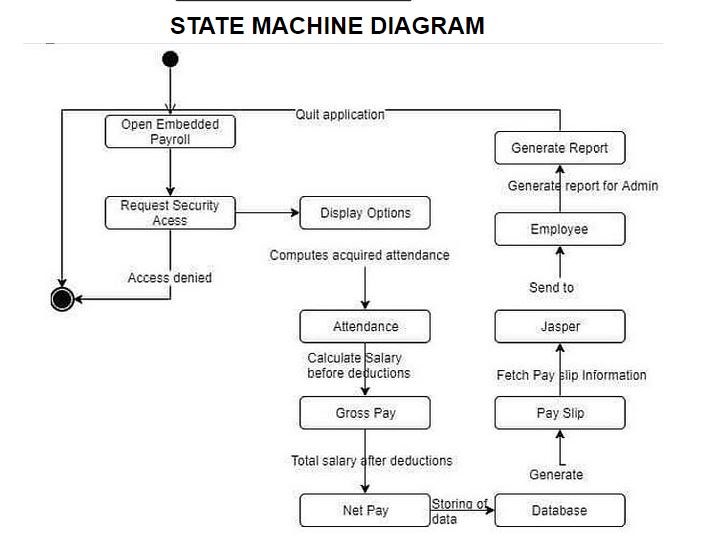 STATE MACHINE DIAGRAM
Quit application
Open Embedded
Payroll
Generate Report
Generate report for Admin
Request Security
Acess
Display Options
Employee
Computes acquired attendance
Access denied
Send to
Attendance
Jasper
Calculate Salary
before deductions
Fetch Pay slip Information
Gross Pay
Pay Slip
Total salary after deductions
Generate
Net Pay
Storing of
data
Database